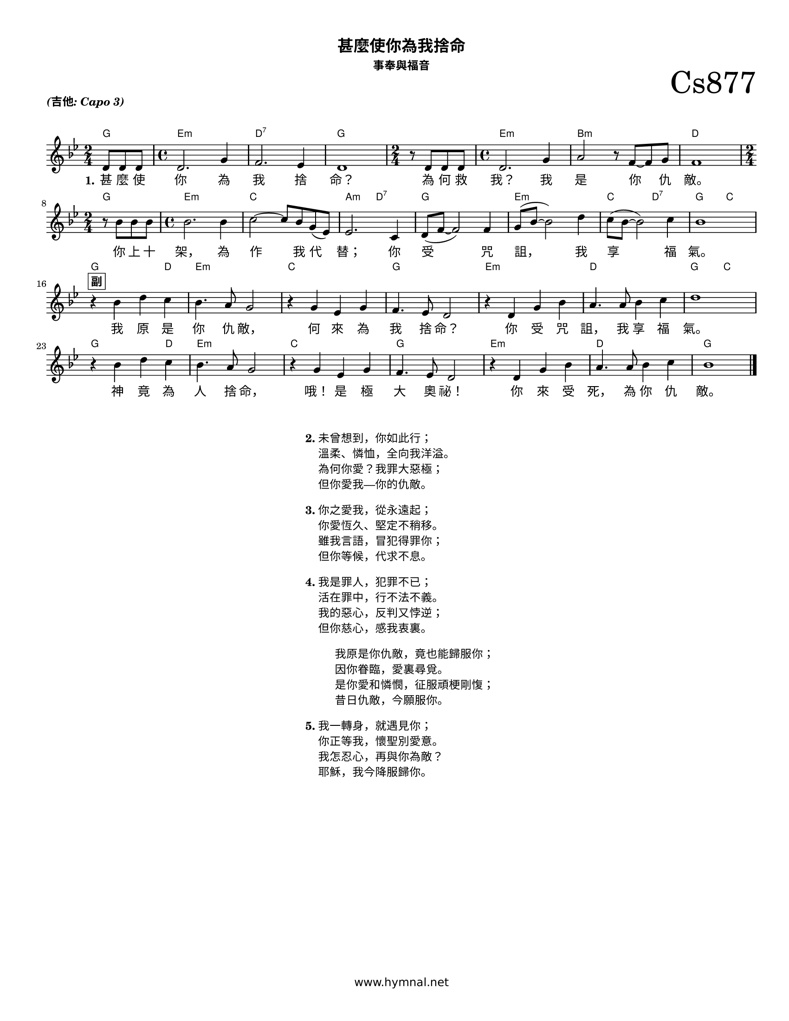 甚麼使你為我捨命
事奉與福音
Cs877
(吉他: Capo 3)
G Em D7 G Em Bm D
1. 甚 麼 使 你 為 我 捨 命？ 為 何 救 我？ 我 是 你 仇 敵。
8 G Em C Am D7 G Em C D7 G C
你 上 十 架， 為 作 我 代 替； 你 受 咒 詛， 我 享 福 氣。
G D Em C G Em D G C
16 副
我 原 是 你 仇 敵， 何 來 為 我 捨 命？ 你 受 咒 詛， 我 享 福 氣。
23 G D Em C G Em D G
神 竟 為 人 捨 命， 哦！ 是 極 大 奧 祕！ 你 來 受 死， 為 你 仇 敵。
2. 未曾想到，你如此行；
溫柔、憐恤，全向我洋溢。
為何你愛？我罪大惡極；
但你愛我—你的仇敵。
3. 你之愛我，從永遠起；
你愛恆久、堅定不稍移。
雖我言語，冒犯得罪你；
但你等候，代求不息。
4. 我是罪人，犯罪不已；
活在罪中，行不法不義。
我的惡心，反判又悖逆；
但你慈心，感我衷裏。
我原是你仇敵，竟也能歸服你；
因你眷臨，愛裏尋覓。
是你愛和憐憫，征服頑梗剛愎；
昔日仇敵，今願服你。
5. 我一轉身，就遇見你；
你正等我，懷聖別愛意。
我怎忍心，再與你為敵？
耶穌，我今降服歸你。
www.hymnal.net